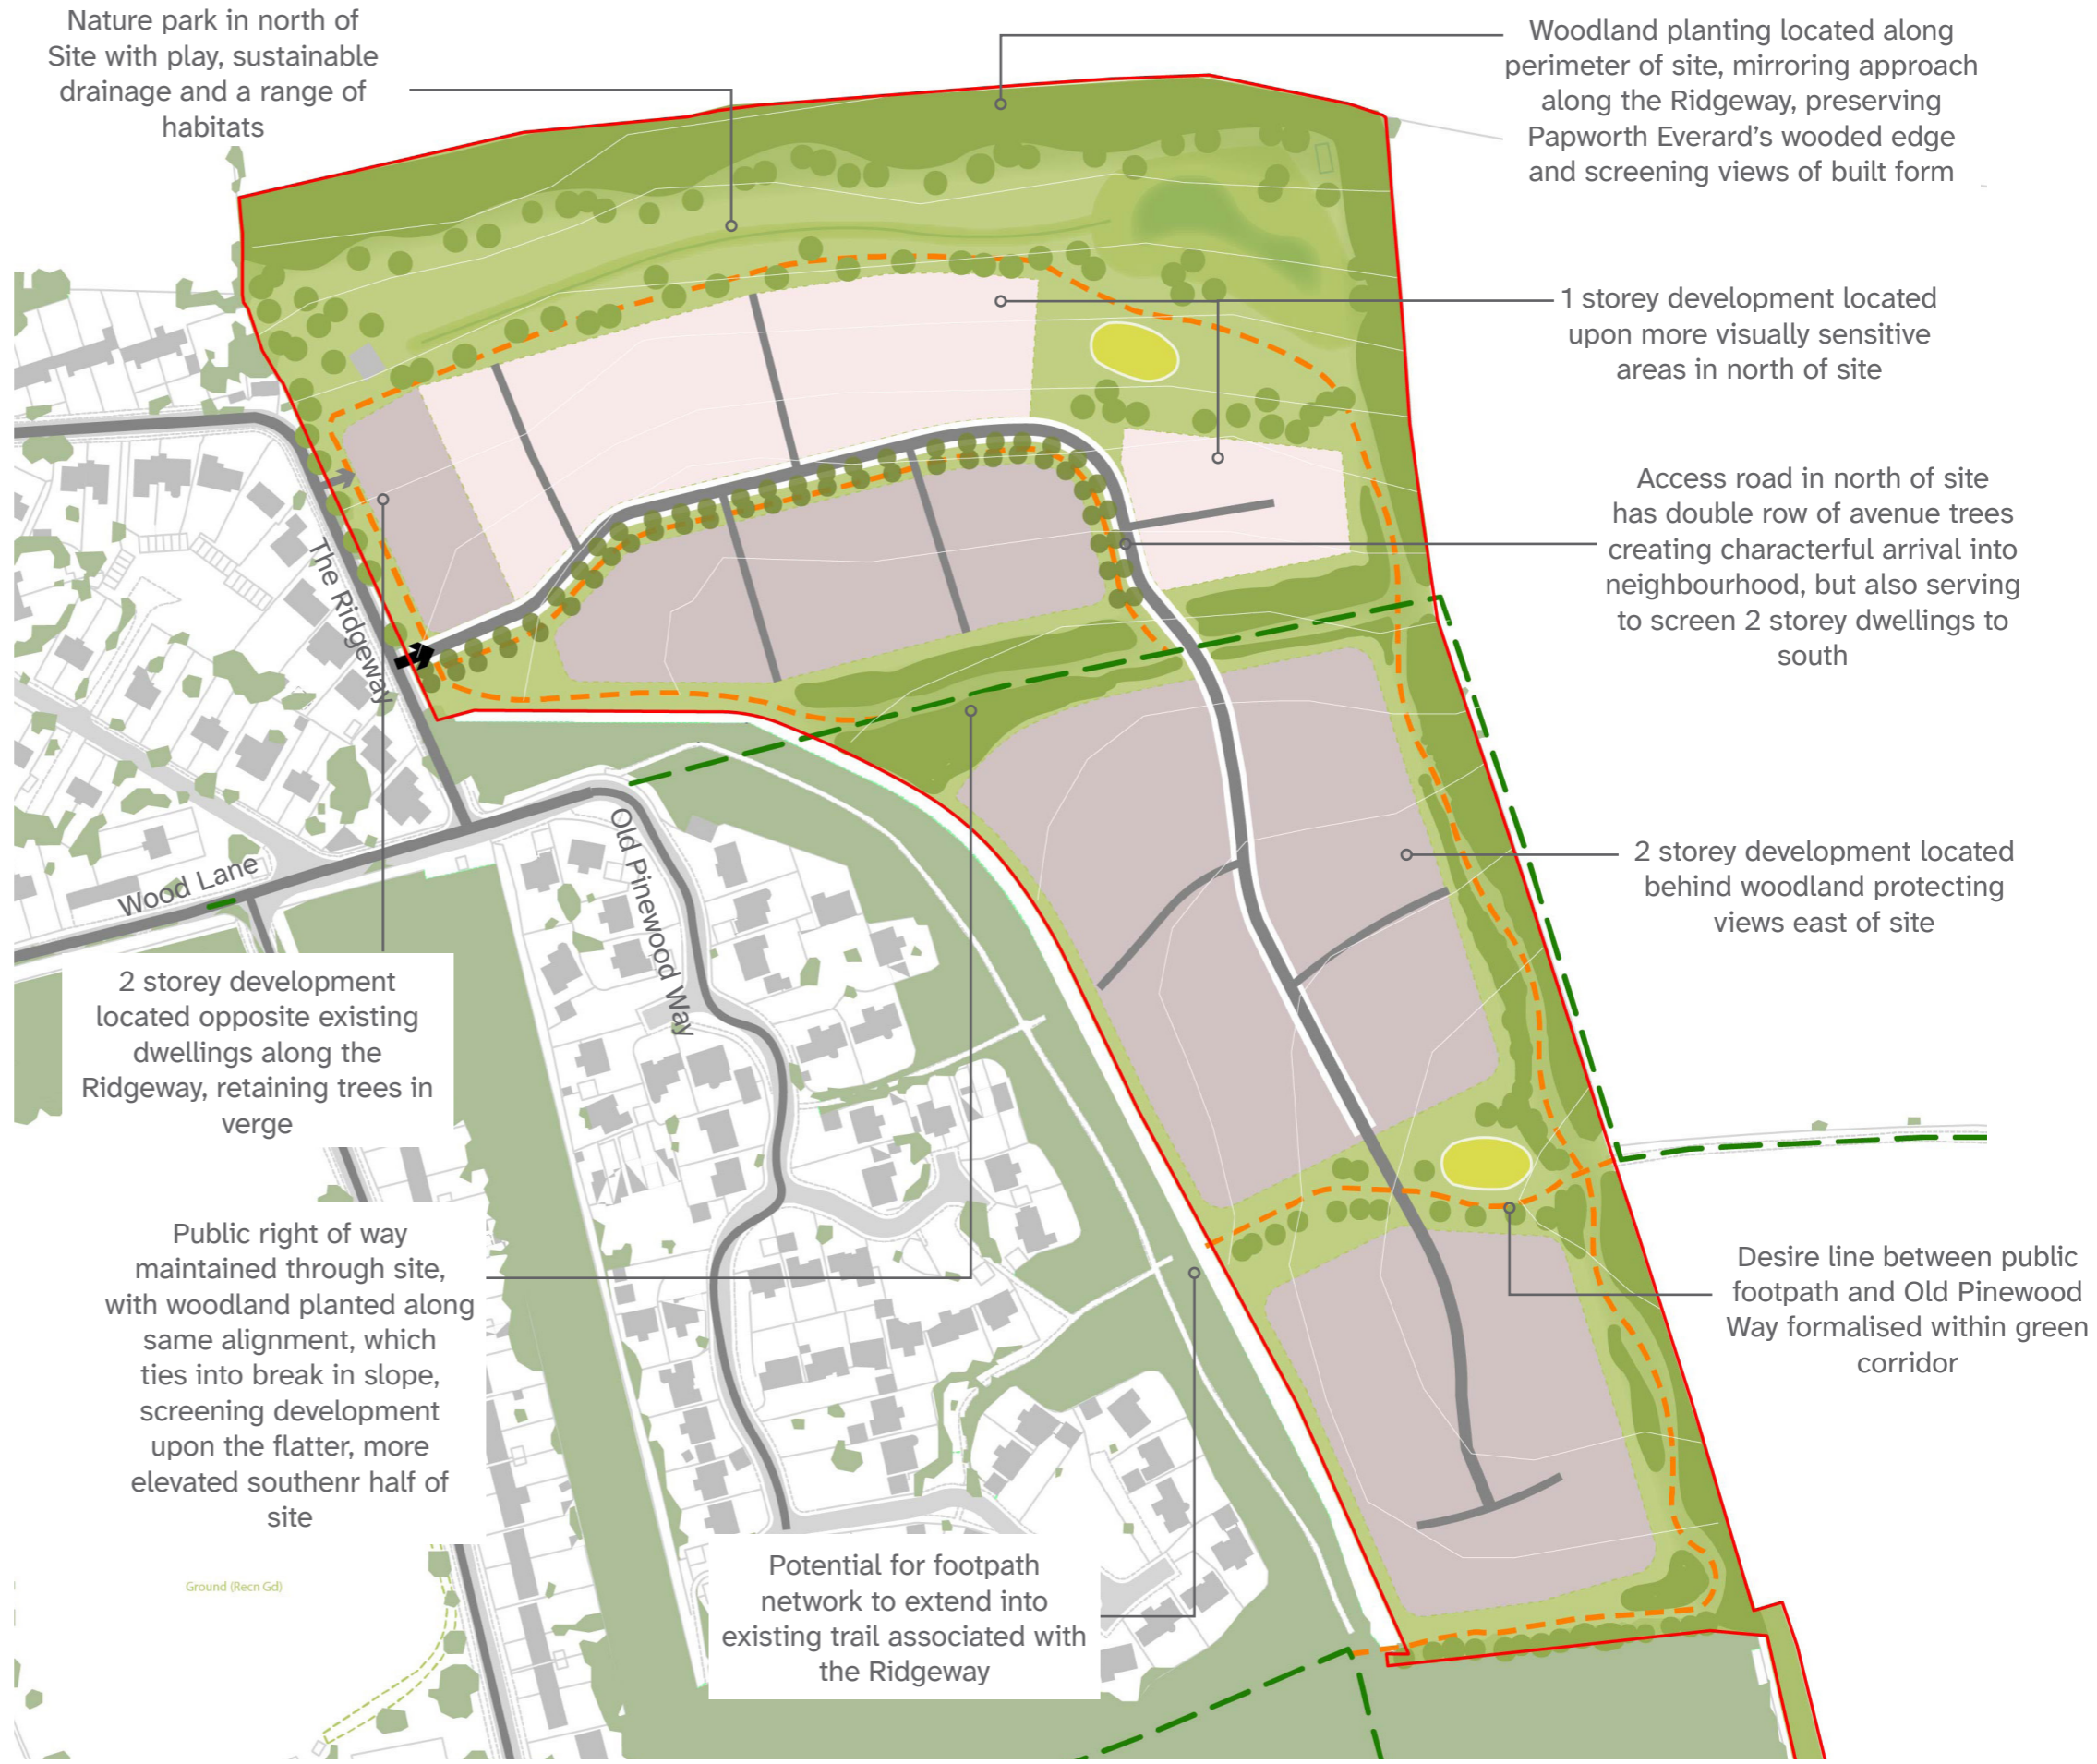 Nature park in north of
Site with play, sustainable
drainage and a range of
habitats
Woodland planting located along
perimeter of site, mirroring approach
along the Ridgeway, preserving
Papworth Everard’s wooded edge
and screening views of built form
1 storey development located
upon more visually sensitive
areas in north of site
Access road in north of site
has double row of avenue trees
creating characterful arrival into
neighbourhood, but also serving
to screen 2 storey dwellings to
south
The Ridgeway
Old Pinewood Way
Wood Lane
2 storey development located
behind woodland protecting
views east of site
2 storey development
located opposite existing
dwellings along the
Ridgeway, retaining trees in
verge
Public right of way
maintained through site,
with woodland planted along
same alignment, which
ties into break in slope,
screening development
upon the flatter, more
elevated southenr half of
site
Desire line between public
footpath and Old Pinewood
Way formalised within green
corridor
Potential for footpath
network to extend into
existing trail associated with
the Ridgeway
Ground (Recn Gd)